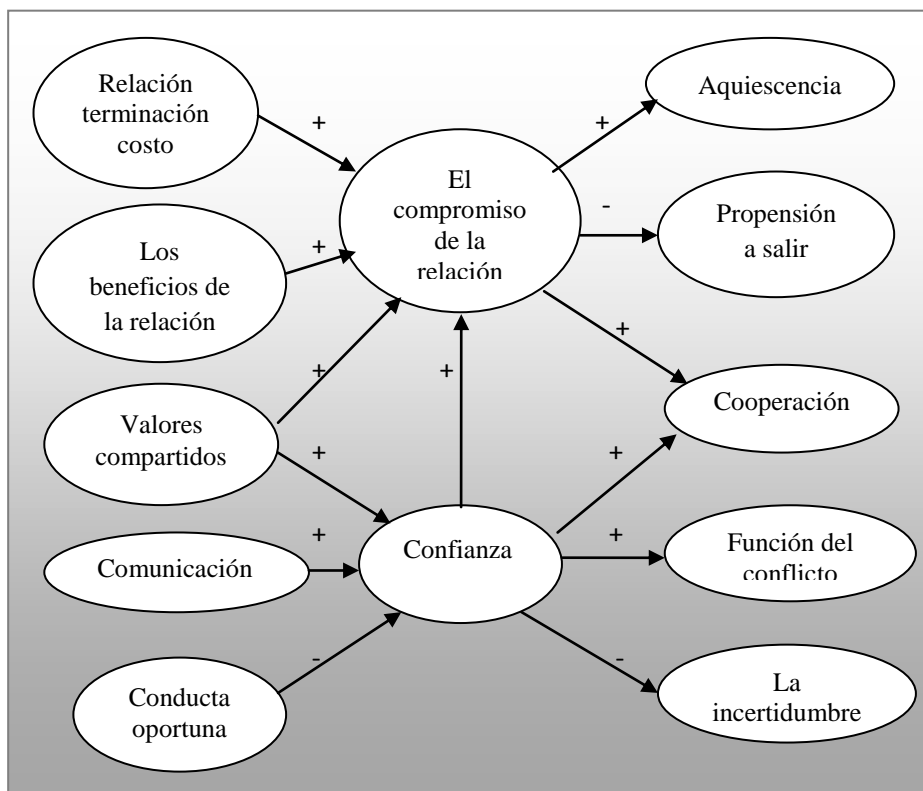 Relación
terminación
costo
+
El
compromiso
de la
relación
+
Aquiescencia
-
Propensión
a salir
Los
beneficios de
la relación
+
+
+
+
Cooperación
Valores
compartidos
+
+
Comunicación
+
Confianza
+
Función del
conflicto
Conducta
oportuna
-
-
La
incertidumbre